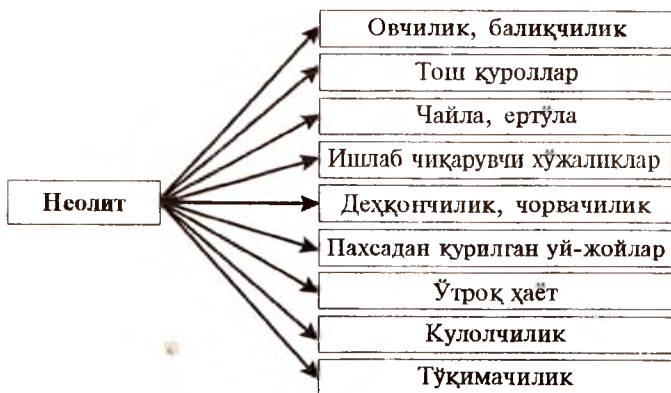 Овчилик, балиқчилик
Тош қуроллар
Чайла, ертўла
Ишлаб чиқарувчи хўжаликлар
Неолит
Деҳқончилик, чорвачилик
Пахсадан қурилган уй-жойлар
Ўтроқ ҳаёт
Кулолчилик
Тўқимачилик